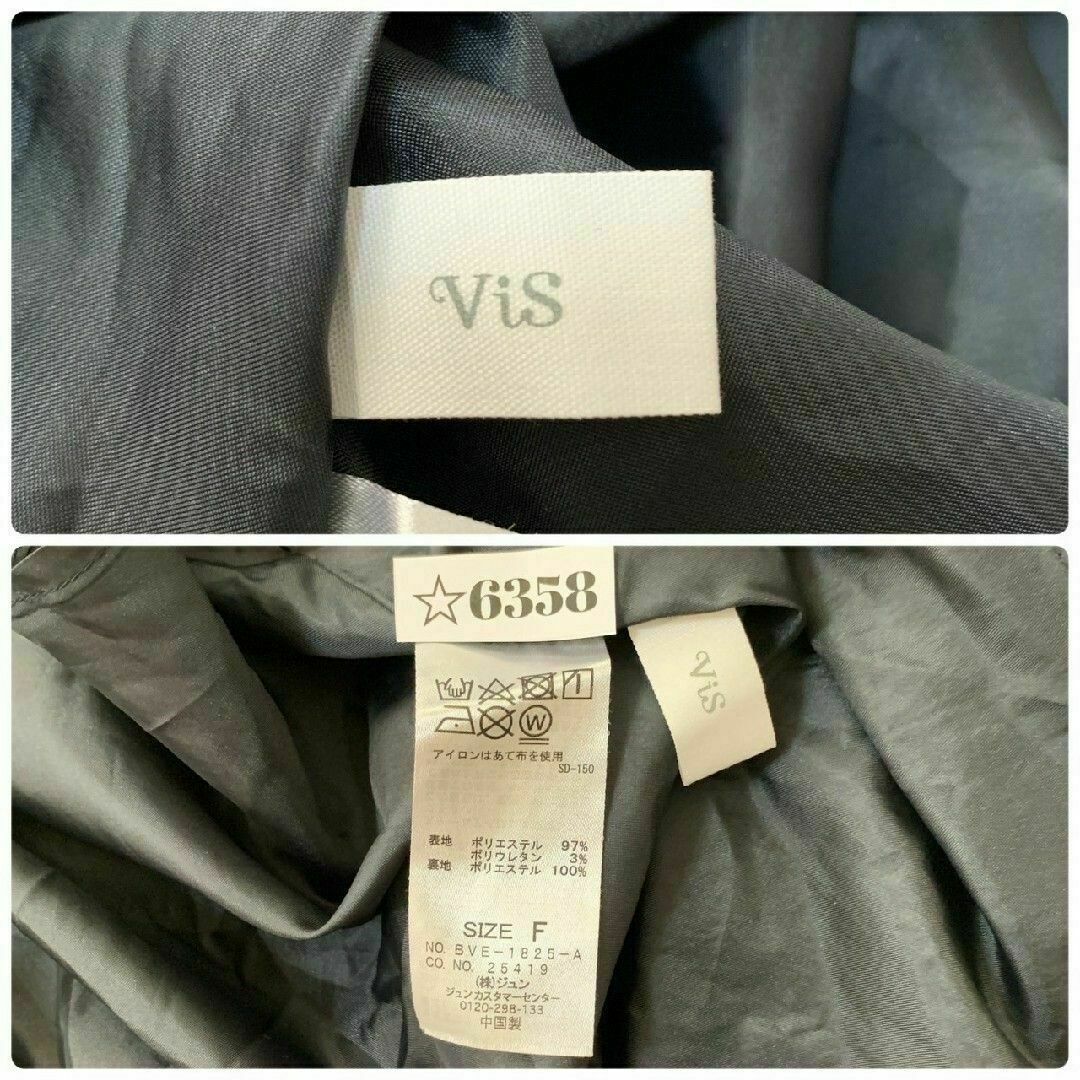 ViS
☆6358
ViS
W
アイロンはあて布を使用
SD-150
表地 ポリエステル 97%
ポリウレタン 3%
裏地 ポリエステル 100%
SIZE F
NO. BVE-1825-A
CO. NO. 25419
(株)ジュン
ジュンカスタマーセンター
0120-298-133
中国製